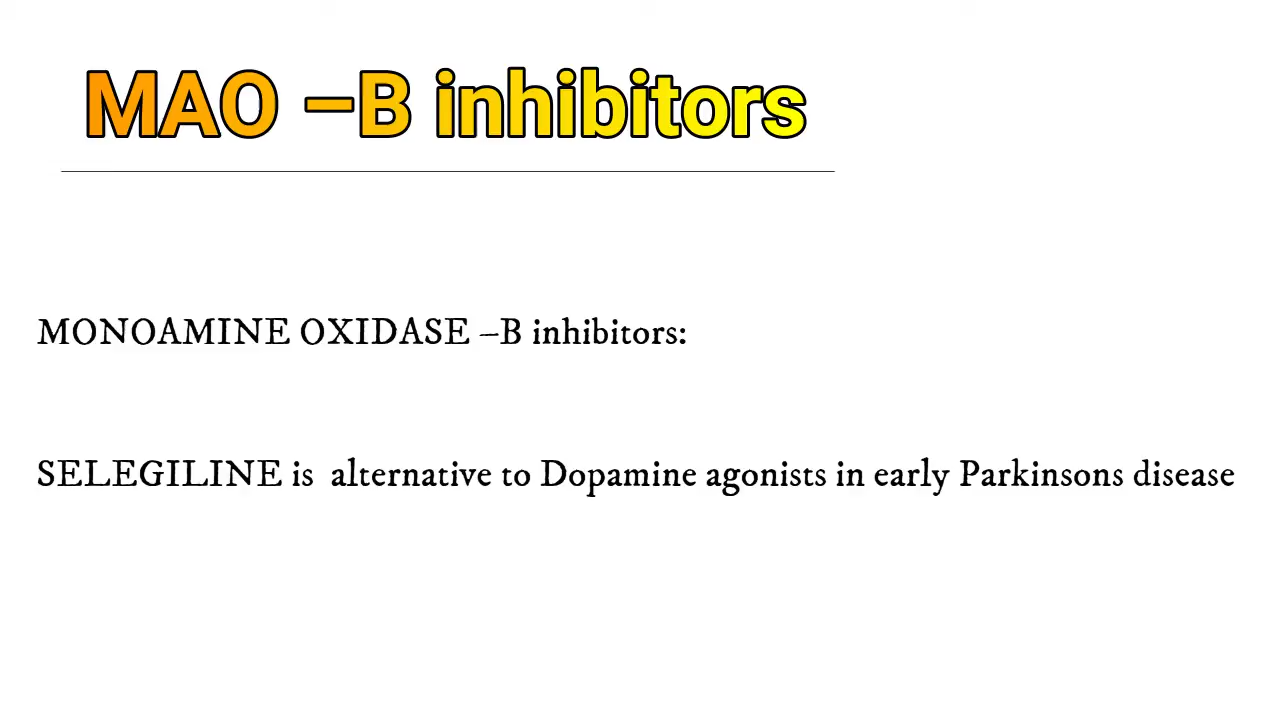 MAO –B inhibitors
MONOAMINE OXIDASE –B inhibitors:
SELEGILINE is alternative to Dopamine agonists in early Parkinsons disease